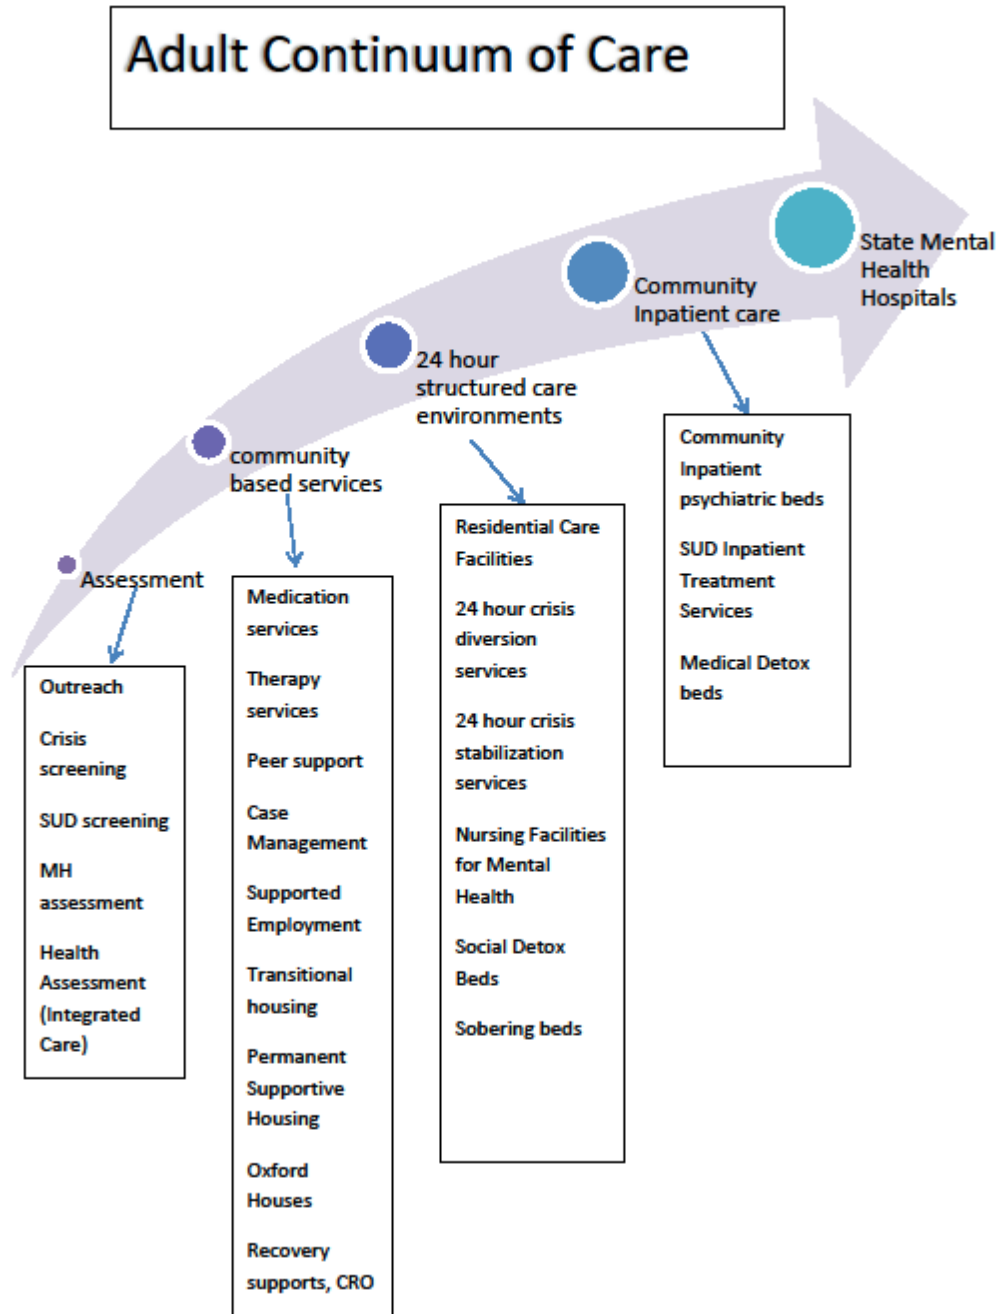 Adult Continuum of Care
State Mental
Health
Hospitals
Community
Inpatient care
24 hour
structured care
environments
community
based services
Assessment
Outreach
Crisis
screening
SUD screening
MH
assessment
Health
Assessment
(Integrated
Care)
Medication
services
Therapy
services
Peer support
Case
Management
Supported
Employment
Transitional
housing
Permanent
Supportive
Housing
Oxford
Houses
Recovery
supports, CRO
Residential Care
Facilities
24 hour crisis
diversion
services
24 hour crisis
stabilization
services
Nursing Facilities
for Mental
Health
Social Detox
Beds
Sobering beds
Community
Inpatient
psychiatric beds
SUD Inpatient
Treatment
Services
Medical Detox
beds